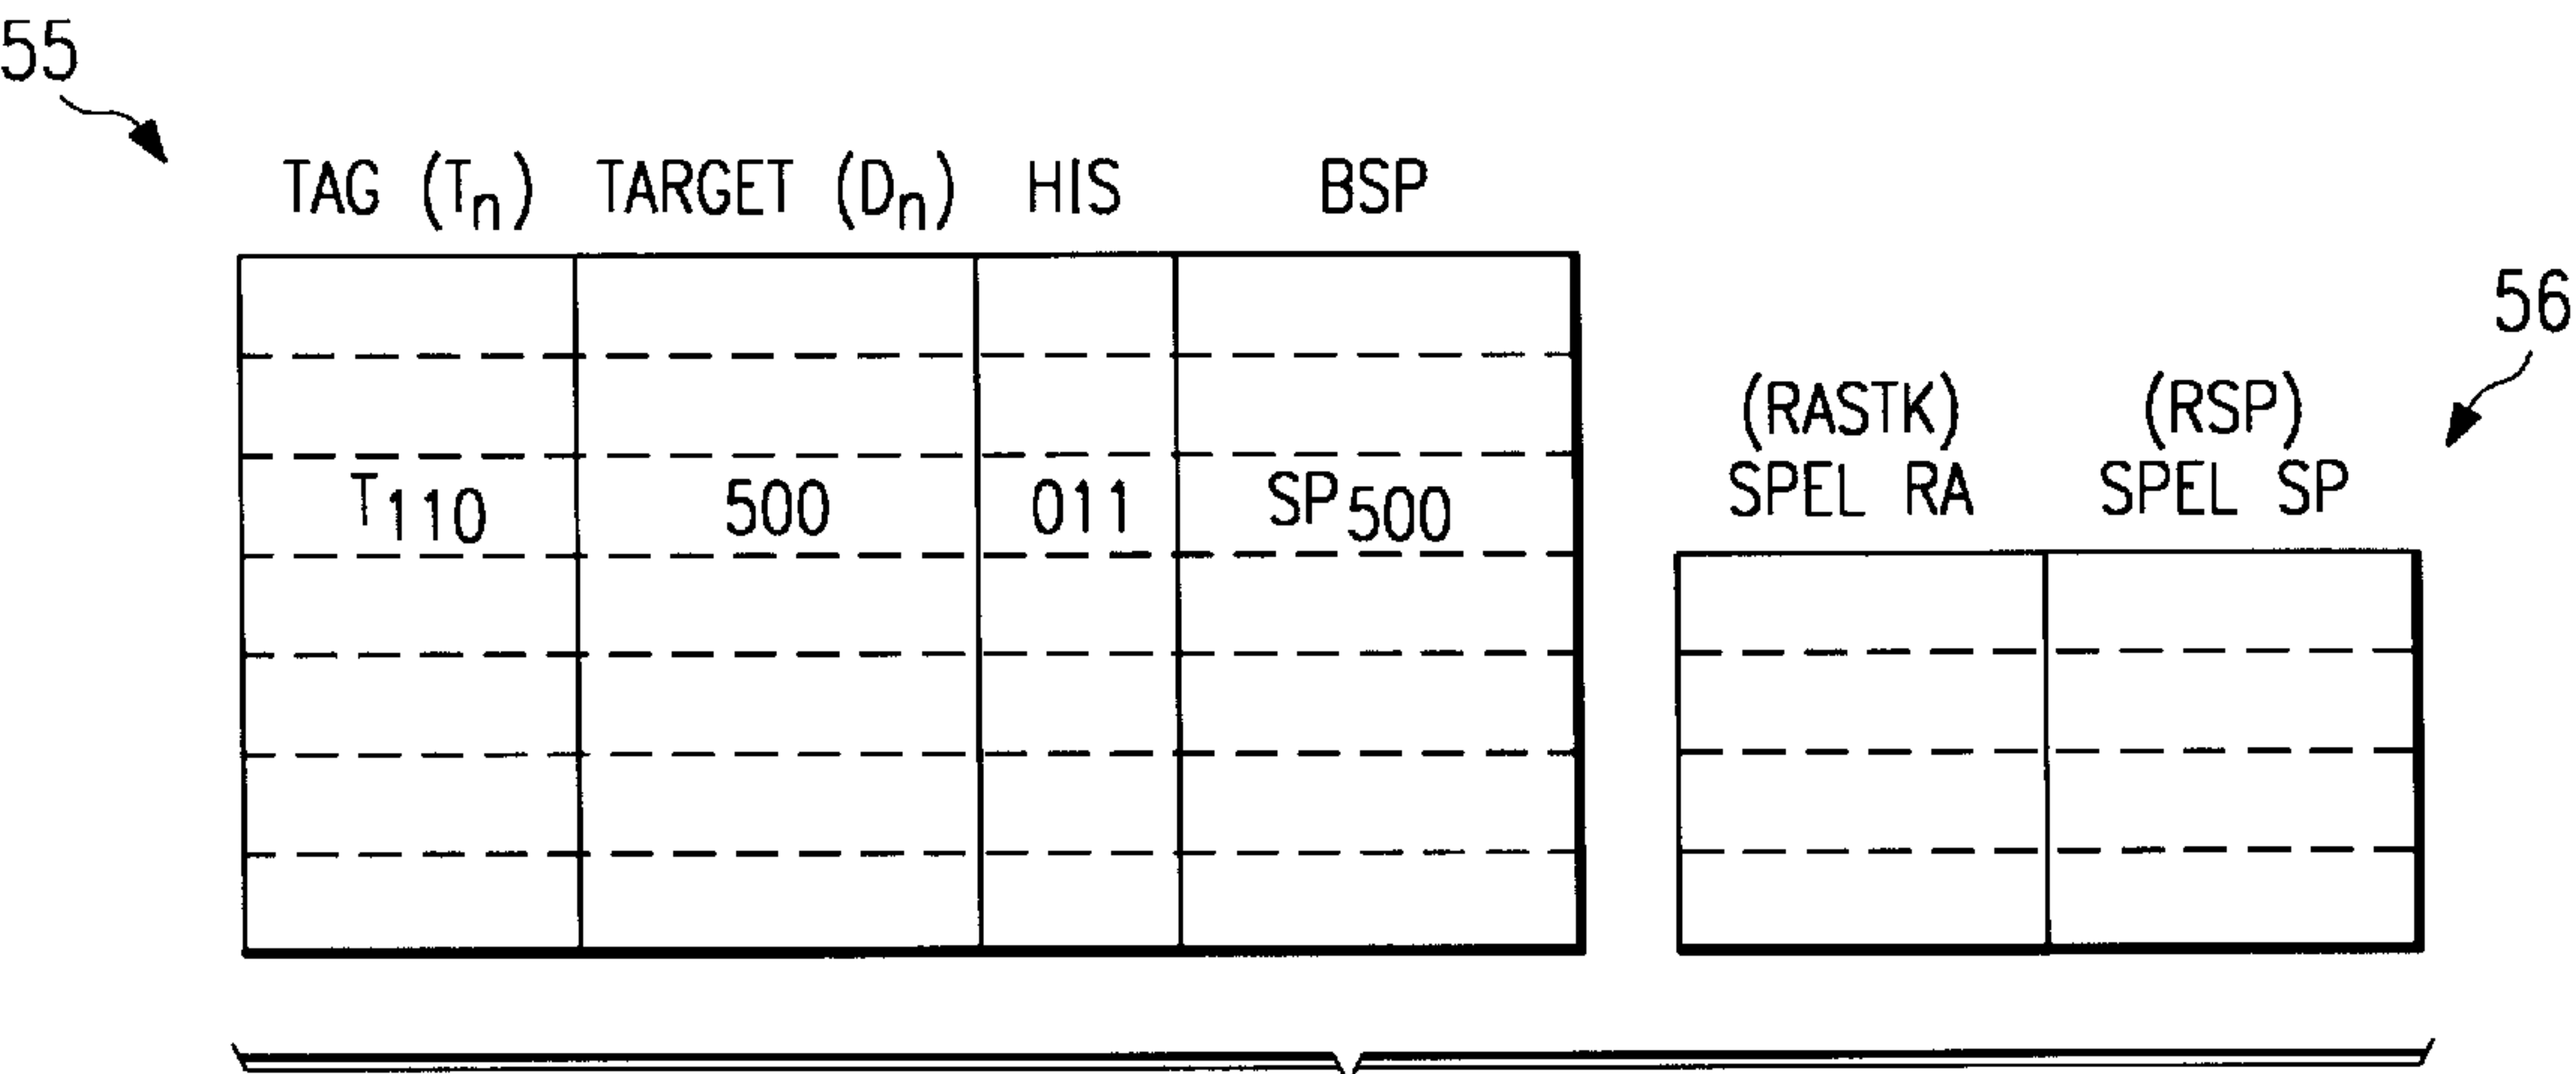 55
TAG (Tn) TARGET (Dn) HIS BSP
56
(RASTK) (RSP)
SPEL RA SPEL SP
T110 500 011 SP500